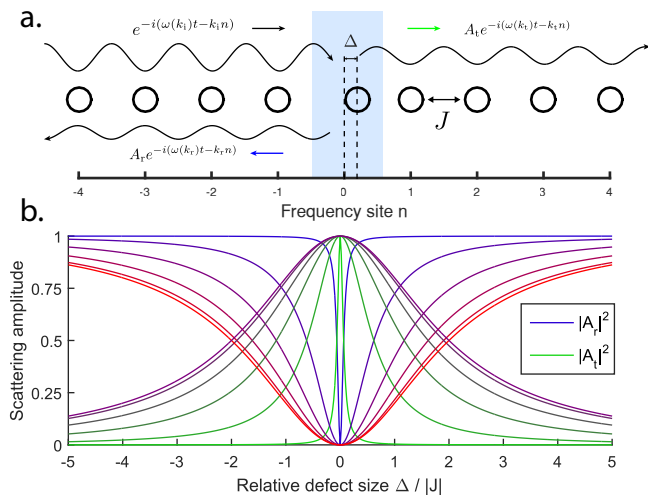 a.
e^{-i(ω(k_i)t-k_i n)}
Δ
A_t e^{-i(ω(k_t)t-k_t n)}
J
A_r e^{-i(ω(k_r)t-k_r n)}
-4 -3 -2 -1 0 1 2 3 4
Frequency site n
b.
Scattering amplitude
1
0.75
0.5
0.25
0
|A_r|^2
|A_t|^2
-5 -4 -3 -2 -1 0 1 2 3 4 5
Relative defect size Δ / |J|